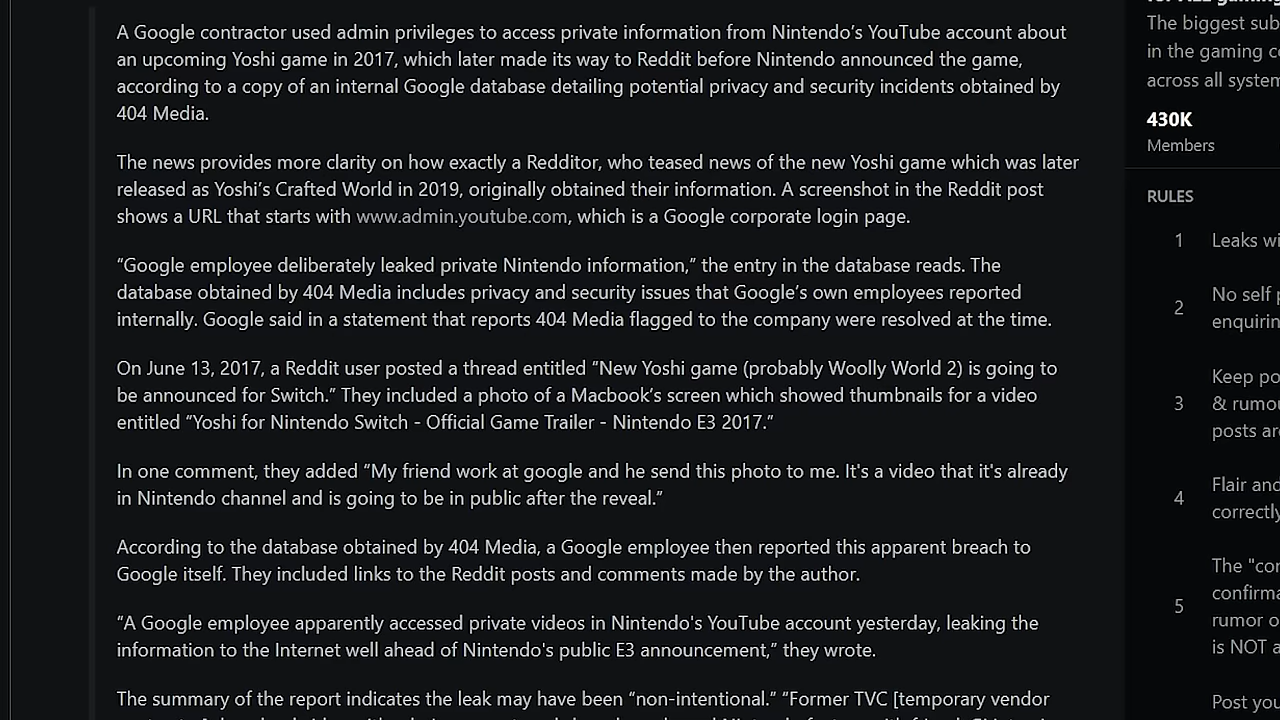 A Google contractor used admin privileges to access private information from Nintendo’s YouTube account about
an upcoming Yoshi game in 2017, which later made its way to Reddit before Nintendo announced the game,
according to a copy of an internal Google database detailing potential privacy and security incidents obtained by
404 Media.
The news provides more clarity on how exactly a Redditor, who teased news of the new Yoshi game which was later
released as Yoshi’s Crafted World in 2019, originally obtained their information. A screenshot in the Reddit post
shows a URL that starts with www.admin.youtube.com, which is a Google corporate login page.
“Google employee deliberately leaked private Nintendo information,” the entry in the database reads. The
database obtained by 404 Media includes privacy and security issues that Google’s own employees reported
internally. Google said in a statement that reports 404 Media flagged to the company were resolved at the time.
On June 13, 2017, a Reddit user posted a thread entitled “New Yoshi game (probably Woolly World 2) is going to
be announced for Switch.” They included a photo of a Macbook’s screen which showed thumbnails for a video
entitled “Yoshi for Nintendo Switch - Official Game Trailer - Nintendo E3 2017.”
In one comment, they added “My friend work at google and he send this photo to me. It's a video that it's already
in Nintendo channel and is going to be in public after the reveal.”
According to the database obtained by 404 Media, a Google employee then reported this apparent breach to
Google itself. They included links to the Reddit posts and comments made by the author.
“A Google employee apparently accessed private videos in Nintendo's YouTube account yesterday, leaking the
information to the Internet well ahead of Nintendo's public E3 announcement,” they wrote.
The summary of the report indicates the leak may have been “non-intentional.” “Former TVC [temporary vendor
The biggest sub
in the gaming
across all system
430K
Members
RULES
1 Leaks
2 No self
enquiring
3 Keep
& rumou
posts
4 Flair and
correctly
5 The "con
confirma
rumor
is NOT
Post you